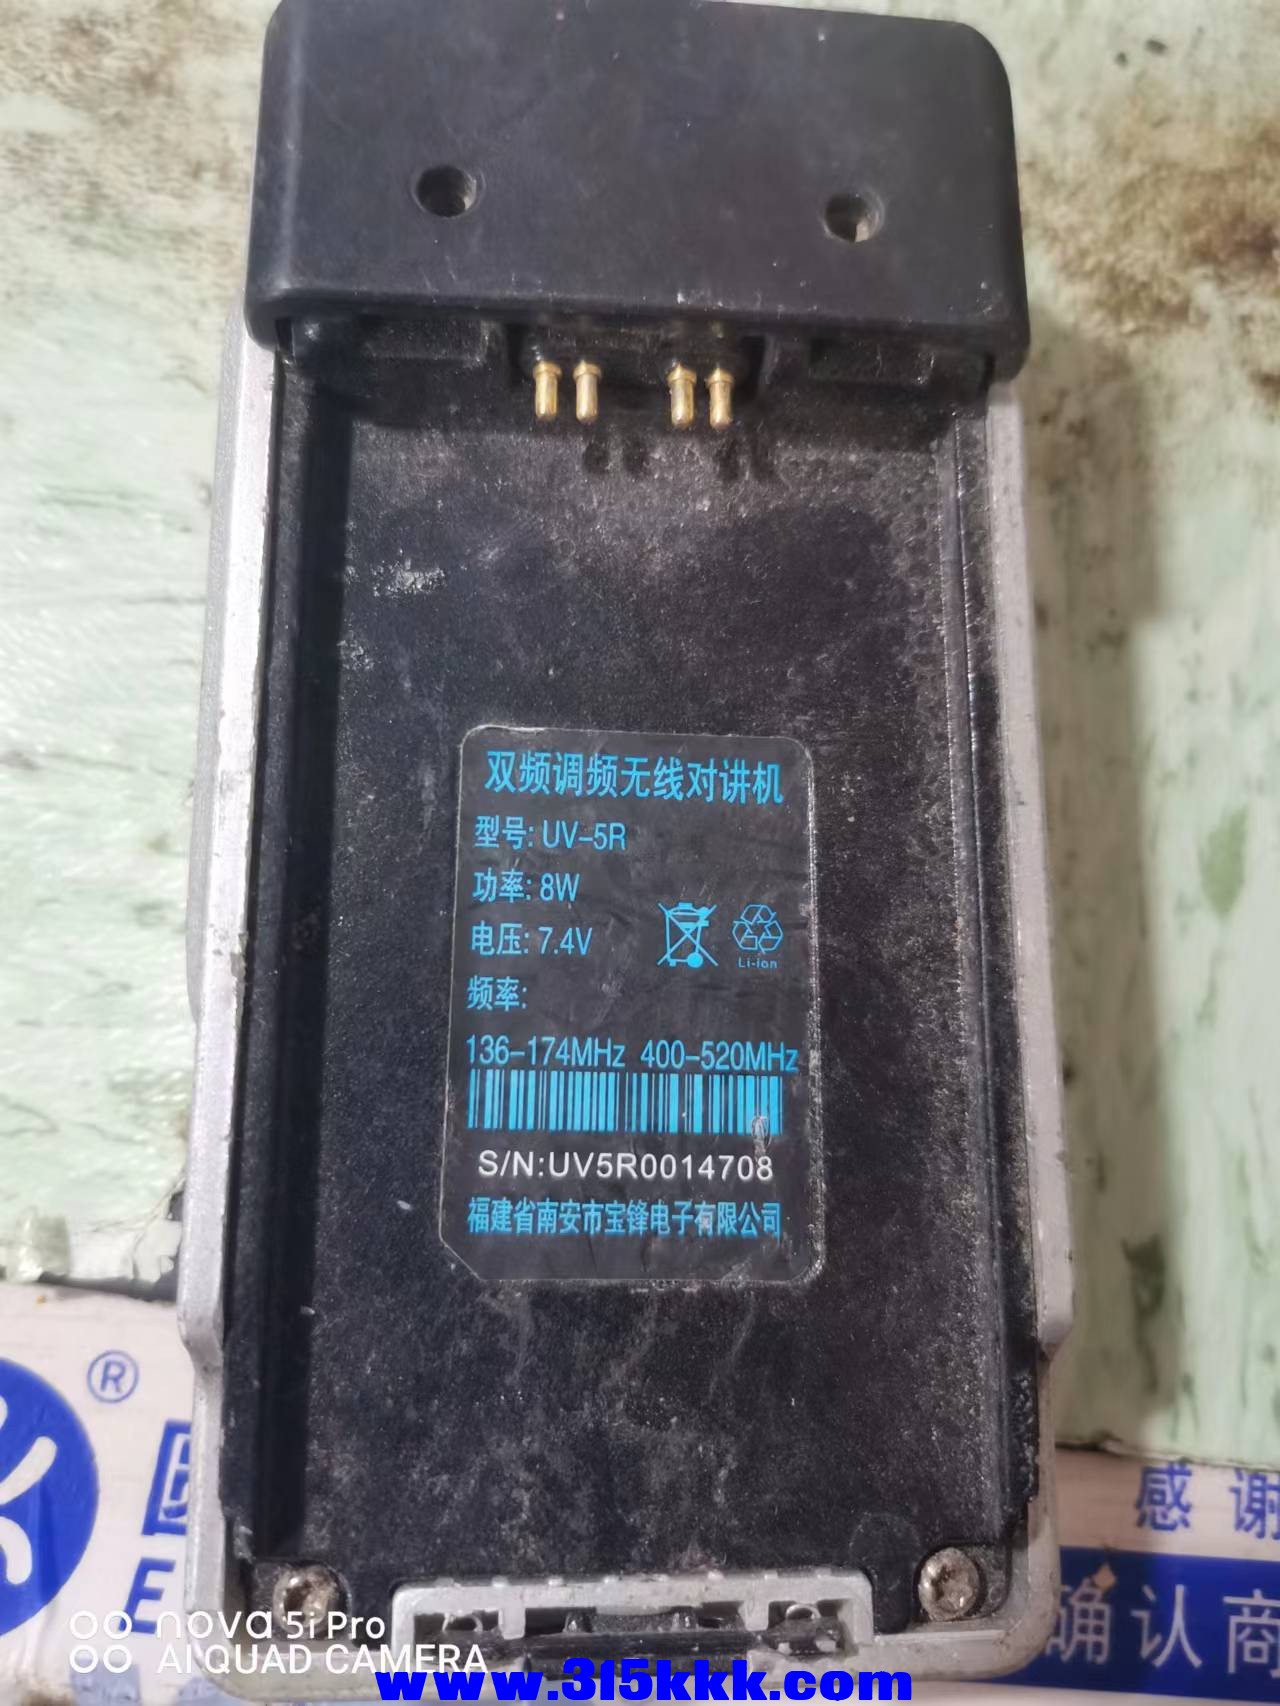 双频调频无线对讲机
型号: UV-5R
功率: 8W
电压: 7.4V
Li-ion
频率:
136-174MHz 400-520MHz
S/N:UV5R0014708
福建省南安市宝锋电子有限公司
®
E
感谢
确认商
nova 5i Pro
AI QUAD CAMERA
www.315kkk.com